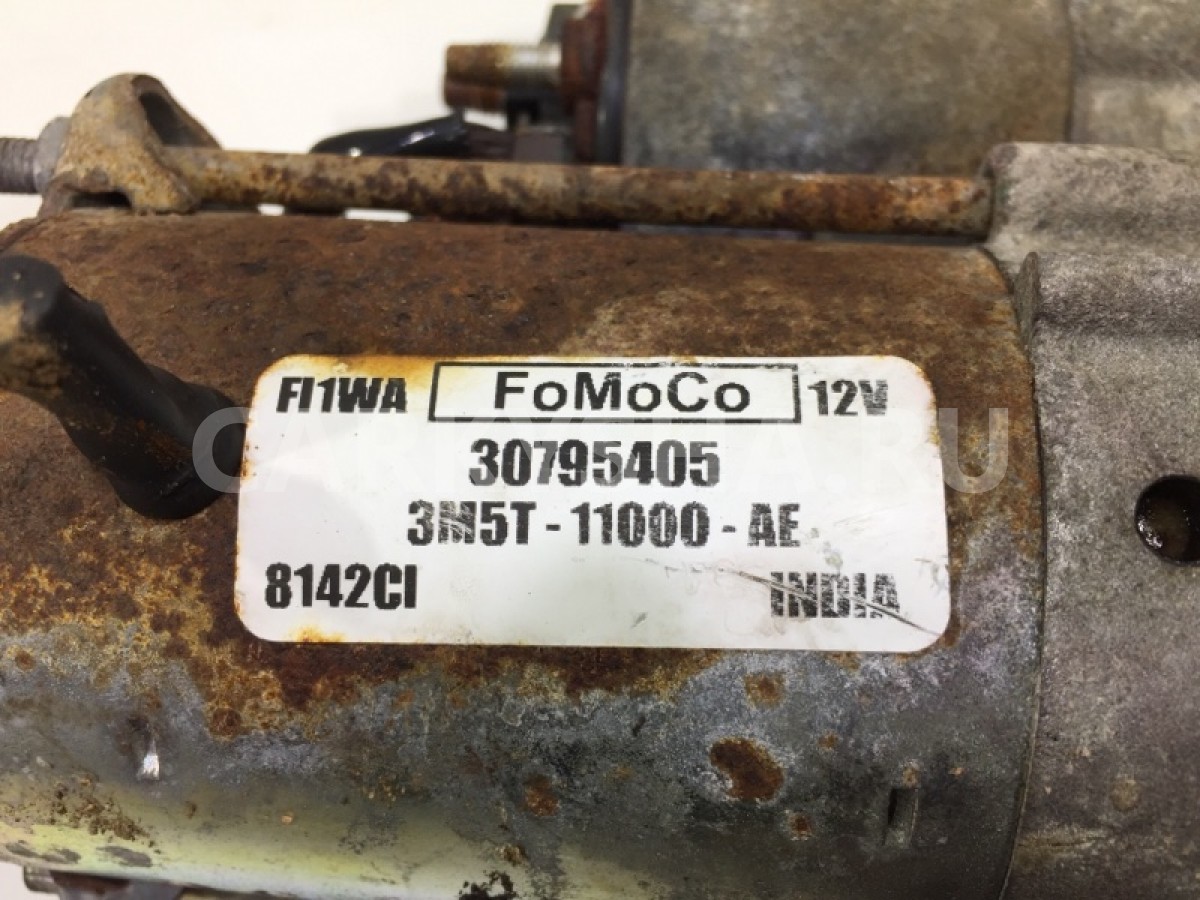 FI1WA FoMoCo 12V
30795405
3M5T - 11000 - AE
8142CI INDIA